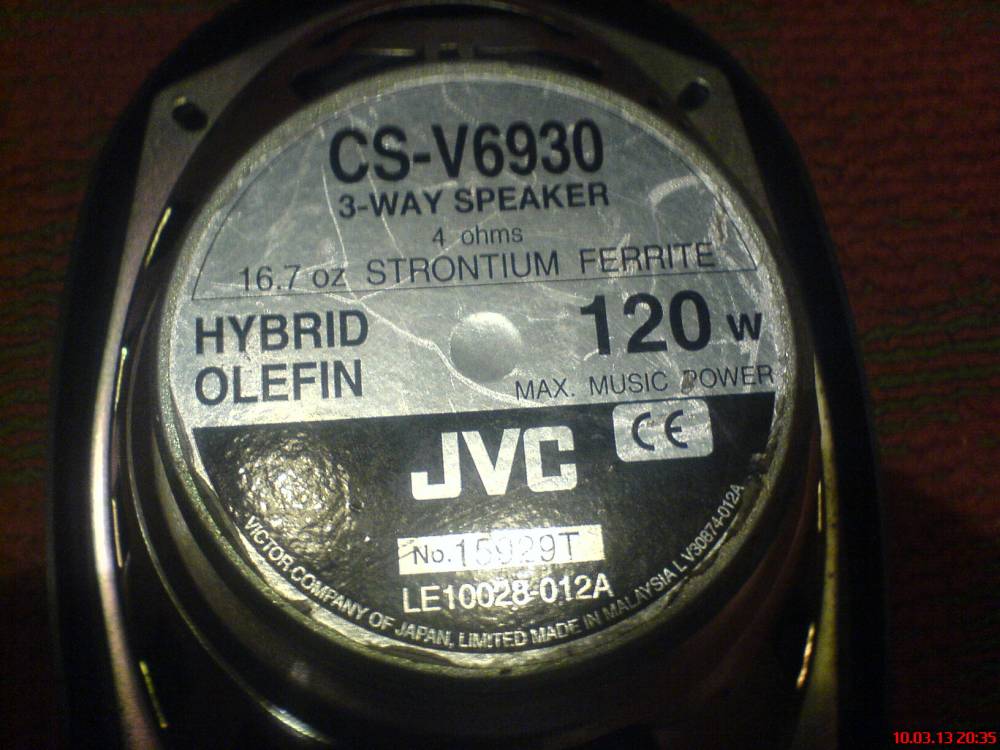 CS-V6930
3-WAY SPEAKER
4 ohms
16.7 oz STRONTIUM FERRITE
HYBRID
OLEFIN
120 W
MAX. MUSIC POWER
CE
JVC
No. 15929T
LE10028-012A
VICTOR COMPANY OF JAPAN, LIMITED MADE IN MALAYSIA LV30874-012A
10.03.13 20:35